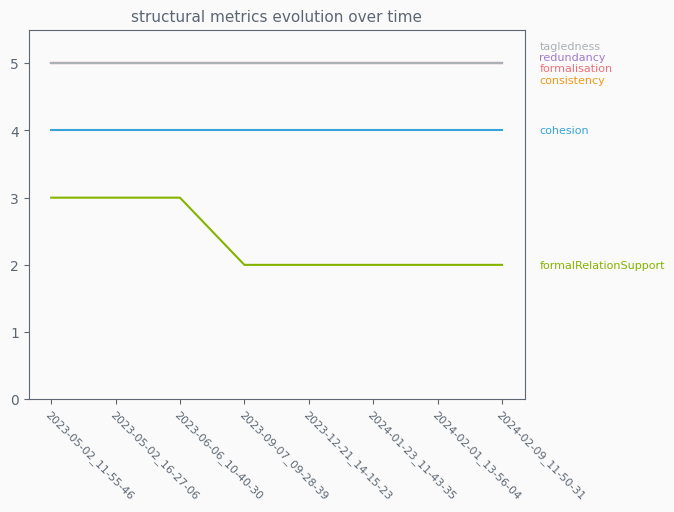 structural metrics evolution over time
tagledness
redundancy
formalisation
consistency
cohesion
formalRelationSupport
5
4
3
2
1
0
2023-05-02_11-55-46
2023-05-02_16-27-06
2023-06-06_10-40-30
2023-09-07_09-28-39
2023-12-21_14-15-23
2024-01-23_11-43-35
2024-02-01_13-56-04
2024-02-09_11-50-31